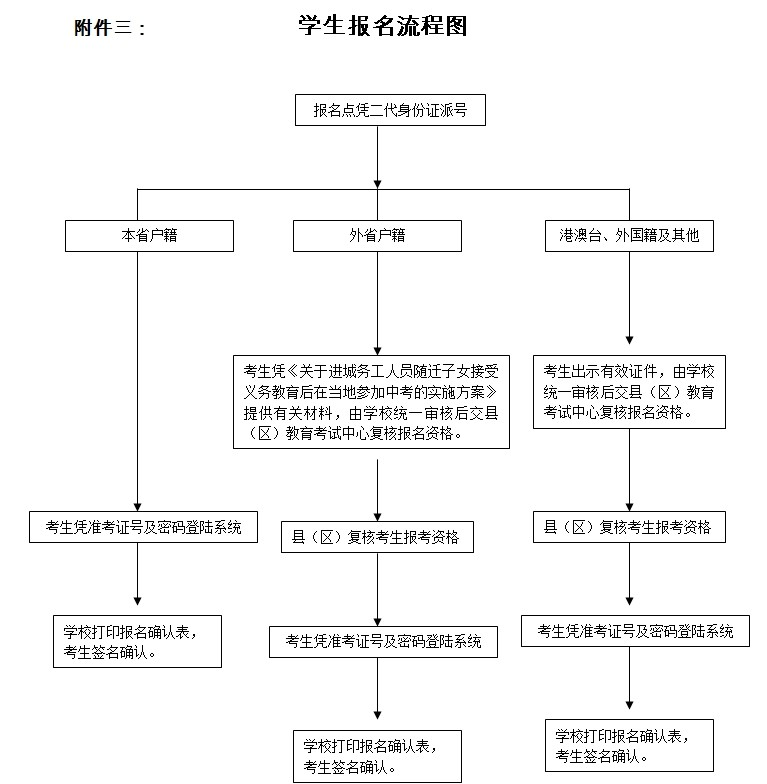 附件三：
学生报名流程图
报名点凭二代身份证派号
本省户籍
外省户籍
港澳台、外国籍及其他
考生凭《关于进城务工人员随迁子女接受
义务教育后在当地参加中考的实施方案》
提供有关材料，由学校统一审核后交县
（区）教育考试中心复核报名资格。
考生出示有效证件，由学校
统一审核后交县（区）教育
考试中心复核报名资格。
考生凭准考证号及密码登陆系统
县（区）复核考生报考资格
县（区）复核考生报考资格
学校打印报名确认表，
考生签名确认。
考生凭准考证号及密码登陆系统
考生凭准考证号及密码登陆系统
学校打印报名确认表，
考生签名确认。
学校打印报名确认表，
考生签名确认。